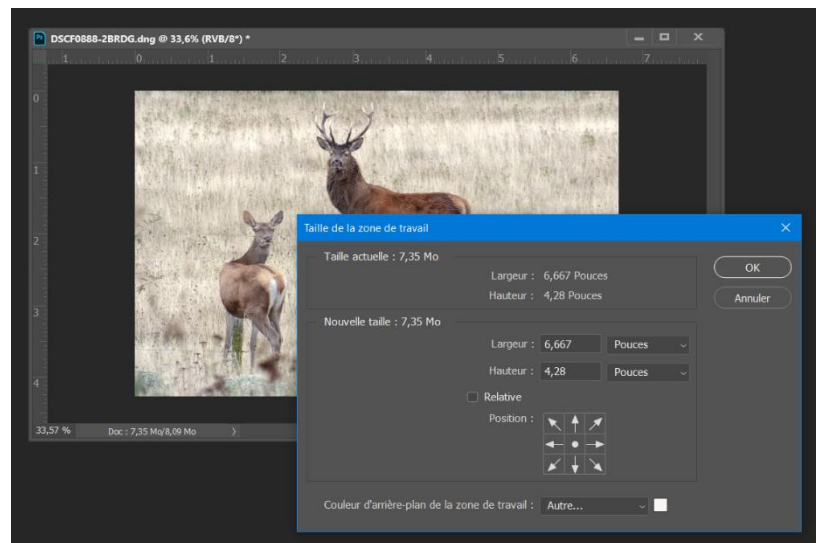 Ps DSCF0888-2BRDG.dng @ 33,6% (RVB/8*) *
1 0 1 2 3 4 5 6 7
0
1
2
3
4
Taille de la zone de travail
Taille actuelle : 7,35 Mo
Largeur : 6,667 Pouces
Hauteur : 4,28 Pouces
OK
Annuler
Nouvelle taille : 7,35 Mo
Largeur : 6,667 Pouces
Hauteur : 4,28 Pouces
Relative
Position :
Couleur d'arrière-plan de la zone de travail : Autre...
33,57 % Doc : 7,35 Mo/8,09 Mo